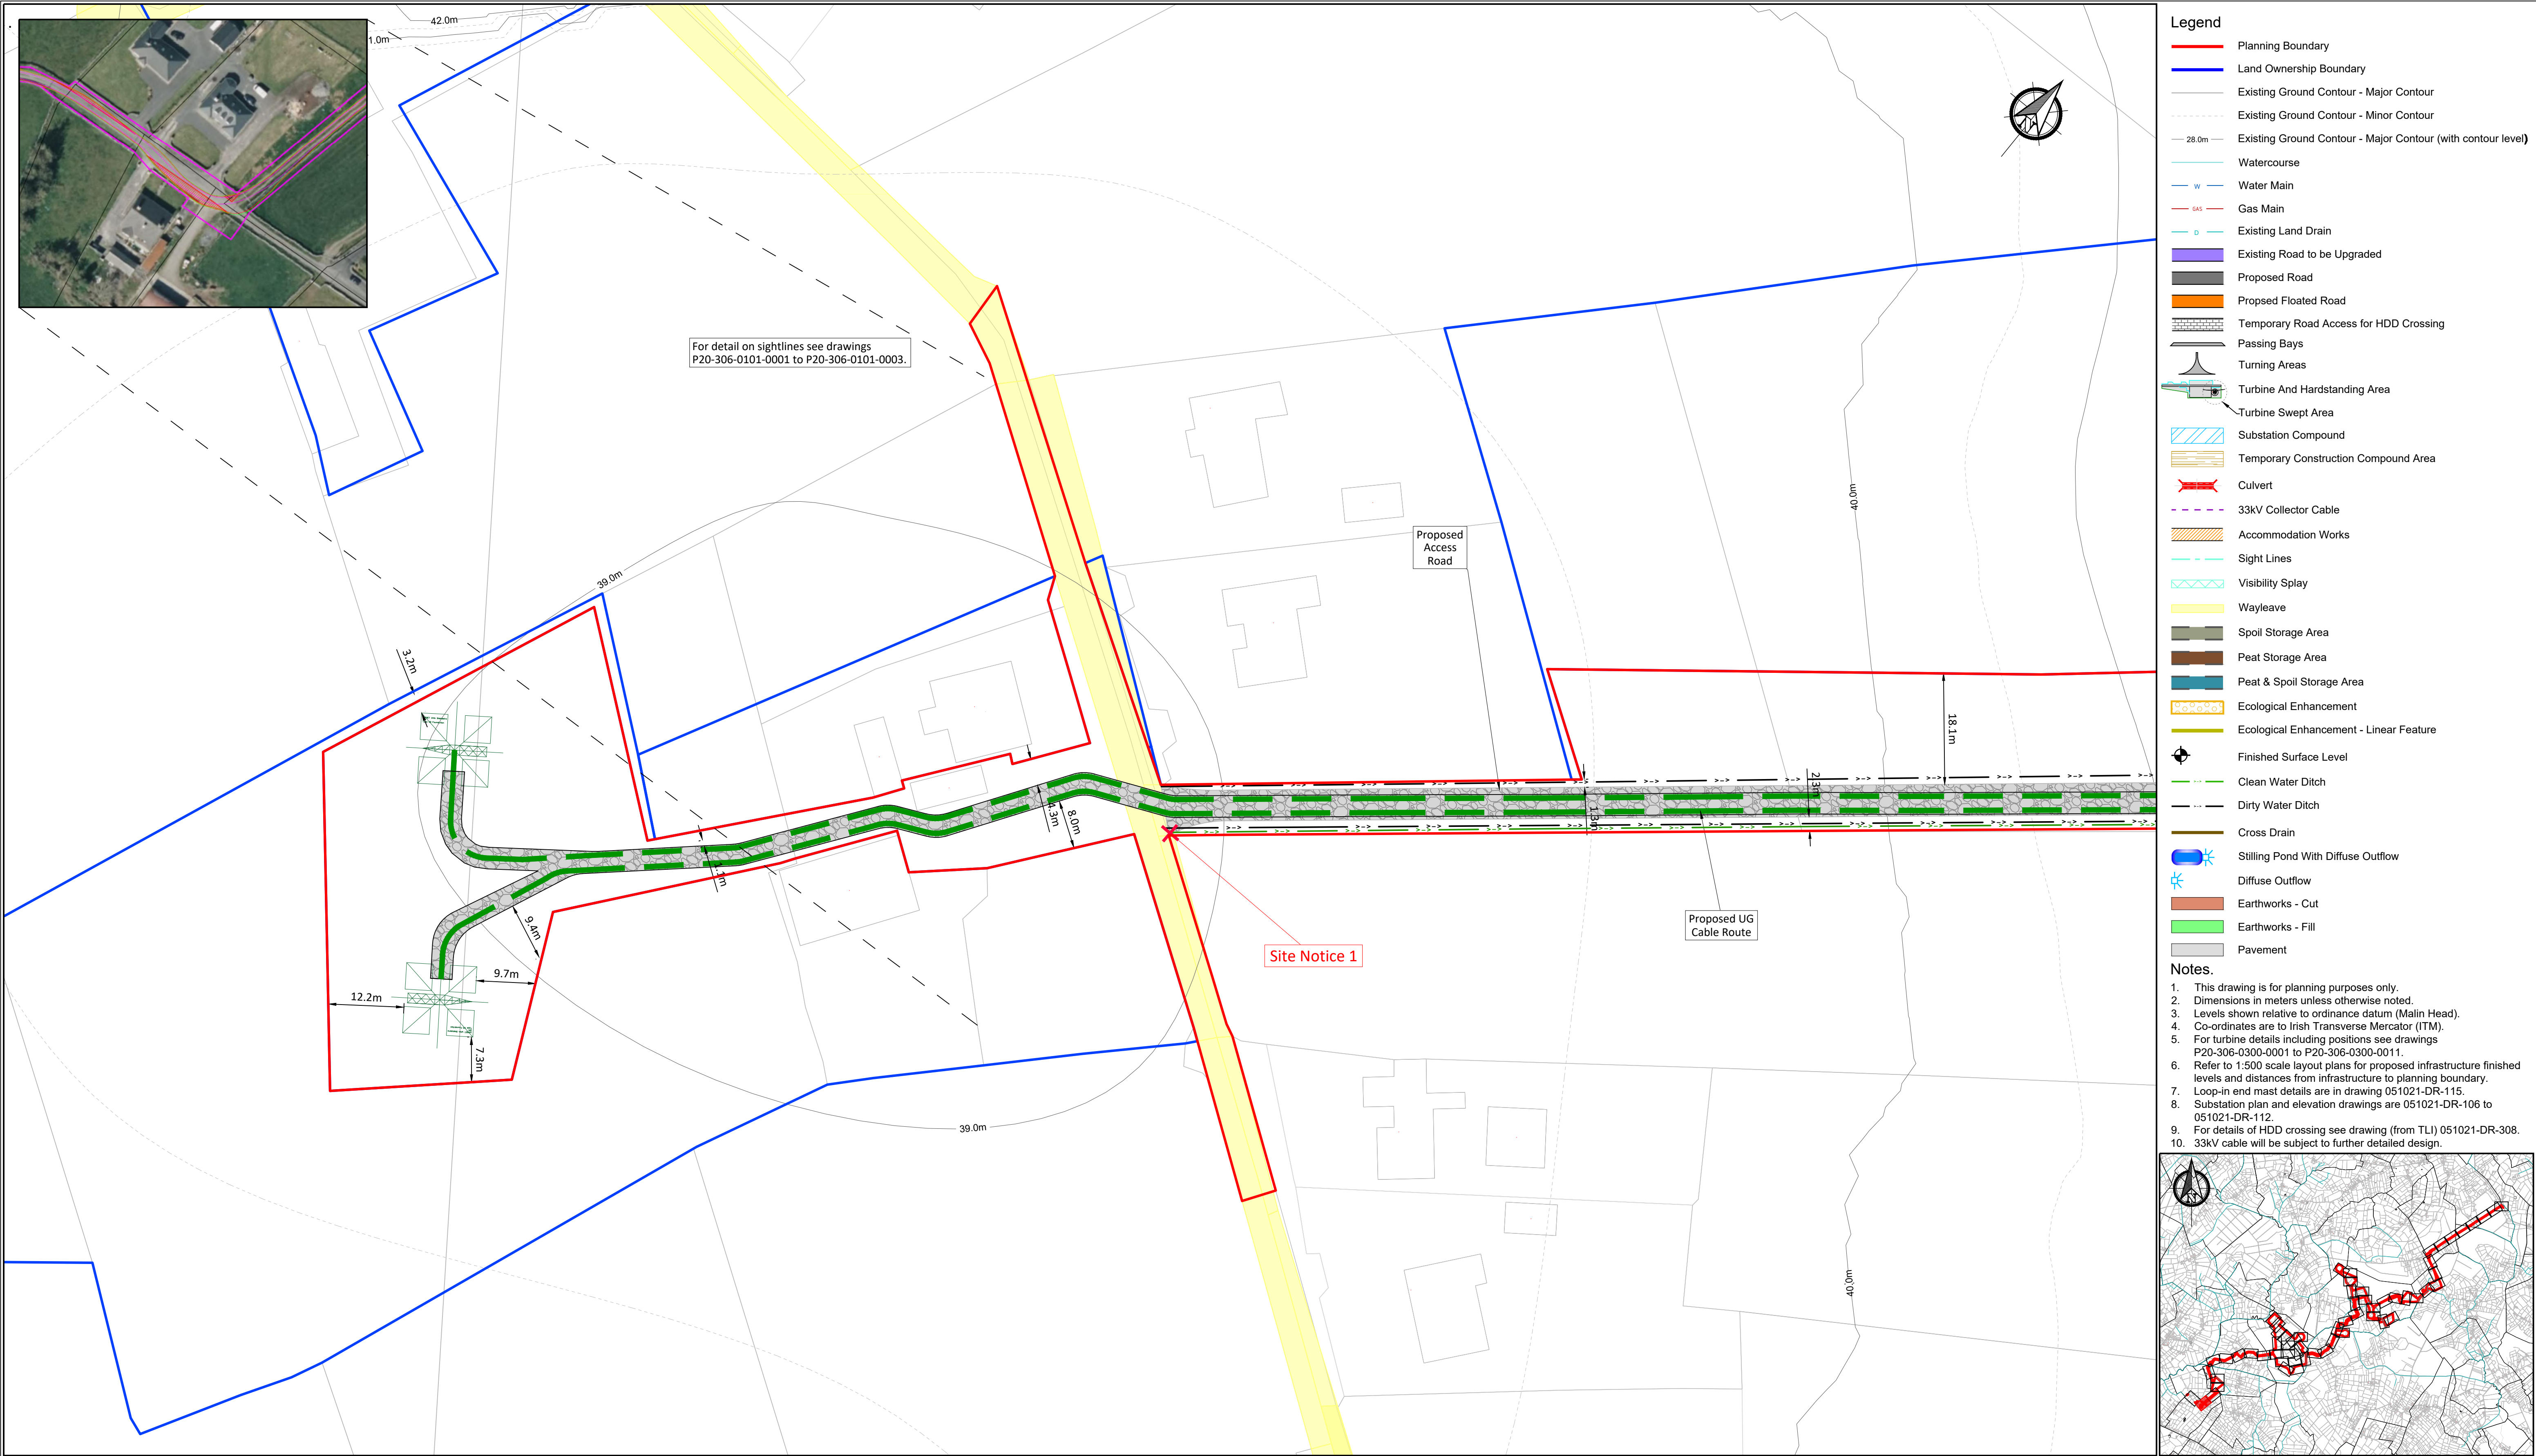 42.0m
1.0m
For detail on sightlines see drawings
P20-306-0101-0001 to P20-306-0101-0003.
Proposed
Access
Road
40.0m
39.0m
3.2m
18.1m
2.3m
1.3m
4.3m
8.0m
1.1m
9.4m
9.7m
12.2m
7.3m
Site Notice 1
Proposed UG
Cable Route
39.0m
40.0m
Legend
Planning Boundary
Land Ownership Boundary
Existing Ground Contour - Major Contour
Existing Ground Contour - Minor Contour
28.0m Existing Ground Contour - Major Contour (with contour level)
Watercourse
W Water Main
GAS Gas Main
D Existing Land Drain
Existing Road to be Upgraded
Proposed Road
Propsed Floated Road
Temporary Road Access for HDD Crossing
Passing Bays
Turning Areas
Turbine And Hardstanding Area
Turbine Swept Area
Substation Compound
Temporary Construction Compound Area
Culvert
33kV Collector Cable
Accommodation Works
Sight Lines
Visibility Splay
Wayleave
Spoil Storage Area
Peat Storage Area
Peat & Spoil Storage Area
Ecological Enhancement
Ecological Enhancement - Linear Feature
Finished Surface Level
Clean Water Ditch
Dirty Water Ditch
Cross Drain
Stilling Pond With Diffuse Outflow
Diffuse Outflow
Earthworks - Cut
Earthworks - Fill
Pavement
Notes.
1. This drawing is for planning purposes only.
2. Dimensions in meters unless otherwise noted.
3. Levels shown relative to ordinance datum (Malin Head).
4. Co-ordinates are to Irish Transverse Mercator (ITM).
5. For turbine details including positions see drawings
P20-306-0300-0001 to P20-306-0300-0011.
6. Refer to 1:500 scale layout plans for proposed infrastructure finished
levels and distances from infrastructure to planning boundary.
7. Loop-in end mast details are in drawing 051021-DR-115.
8. Substation plan and elevation drawings are 051021-DR-106 to
051021-DR-112.
9. For details of HDD crossing see drawing (from TLI) 051021-DR-308.
10. 33kV cable will be subject to further detailed design.
N